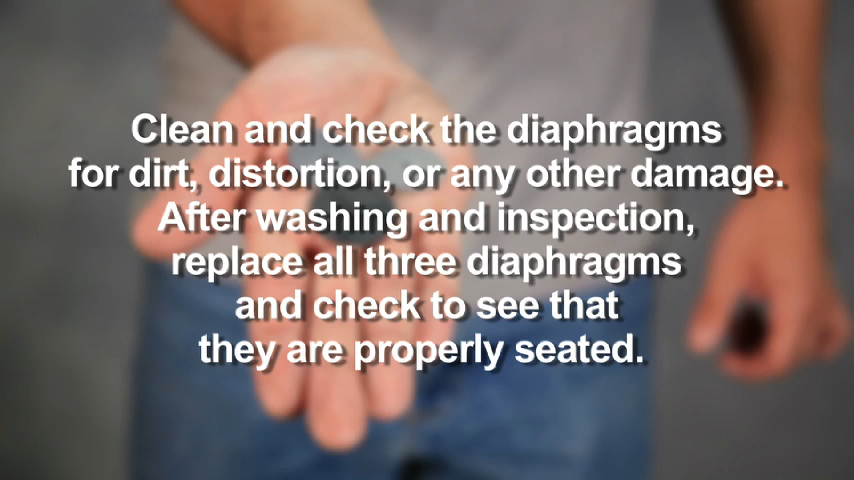 Clean and check the diaphragms
for dirt, distortion, or any other damage.
After washing and inspection,
replace all three diaphragms
and check to see that
they are properly seated.